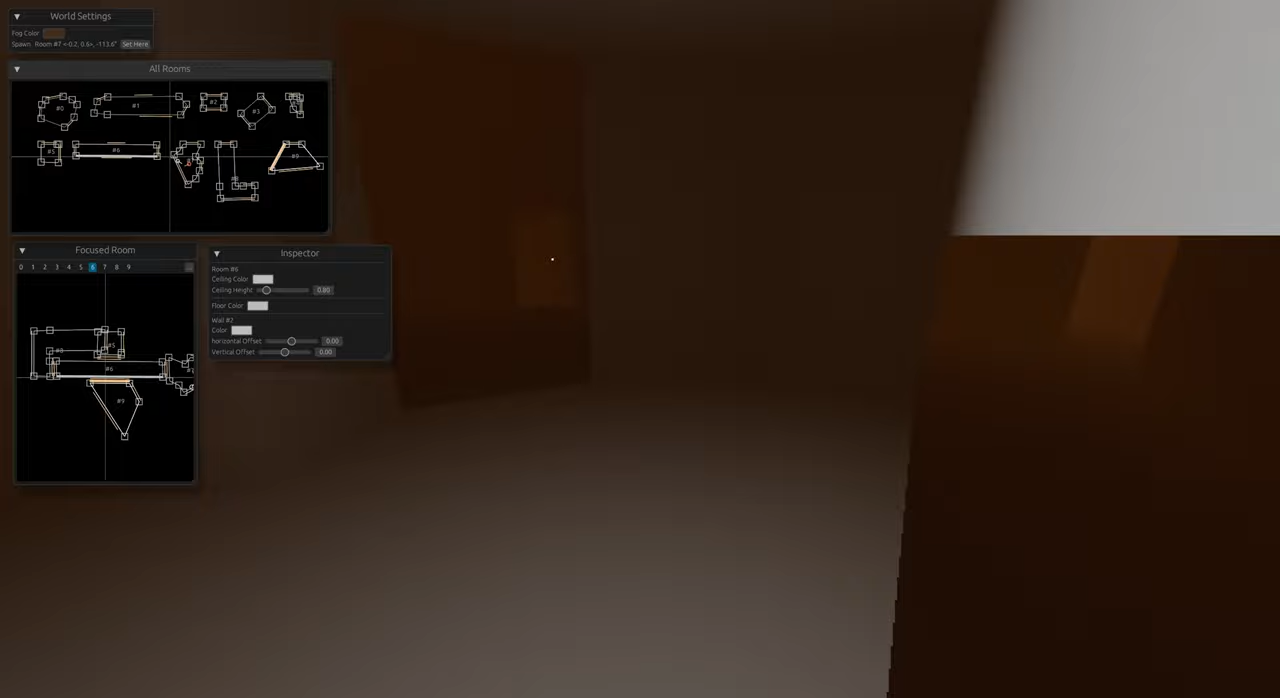 World Settings
Fog Color
Spawn Room #7 <-0.2, 0.6>, -113.6° Set Here
All Rooms
#0
#1
#2
#3
#5
#6
#8
#9
Focused Room
0 1 2 3 4 5 6 7 8 9
#5
#8
#6
#9
Inspector
Room #6
Ceiling Color
Ceiling Height 0.80
Floor Color
Wall #2
Color
horizontal Offset 0.00
Vertical Offset 0.00